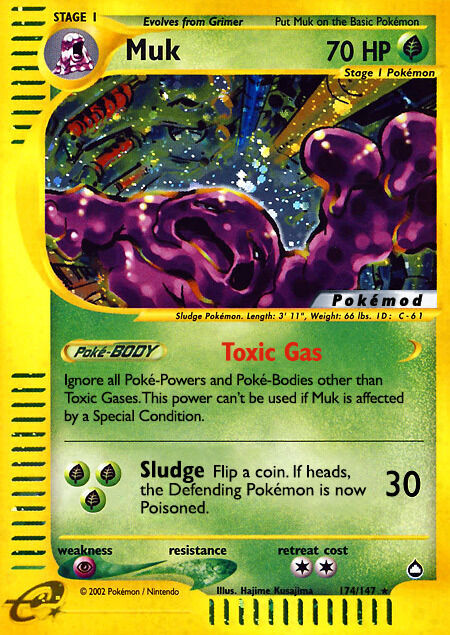 STAGE 1 Evolves from Grimer Put Muk on the Basic Pokémon
Muk 70 HP
Stage 1 Pokémon
Pokémod
Sludge Pokémon. Length: 3' 11", Weight: 66 lbs. ID: C-61
Poké-BODY Toxic Gas
Ignore all Poké-Powers and Poké-Bodies other than
Toxic Gases. This power can't be used if Muk is affected
by a Special Condition.
Sludge Flip a coin. If heads, 30
the Defending Pokémon is now
Poisoned.
weakness resistance retreat cost
©2002 Pokémon / Nintendo Illus. Hajime Kusajima 174/147 ★